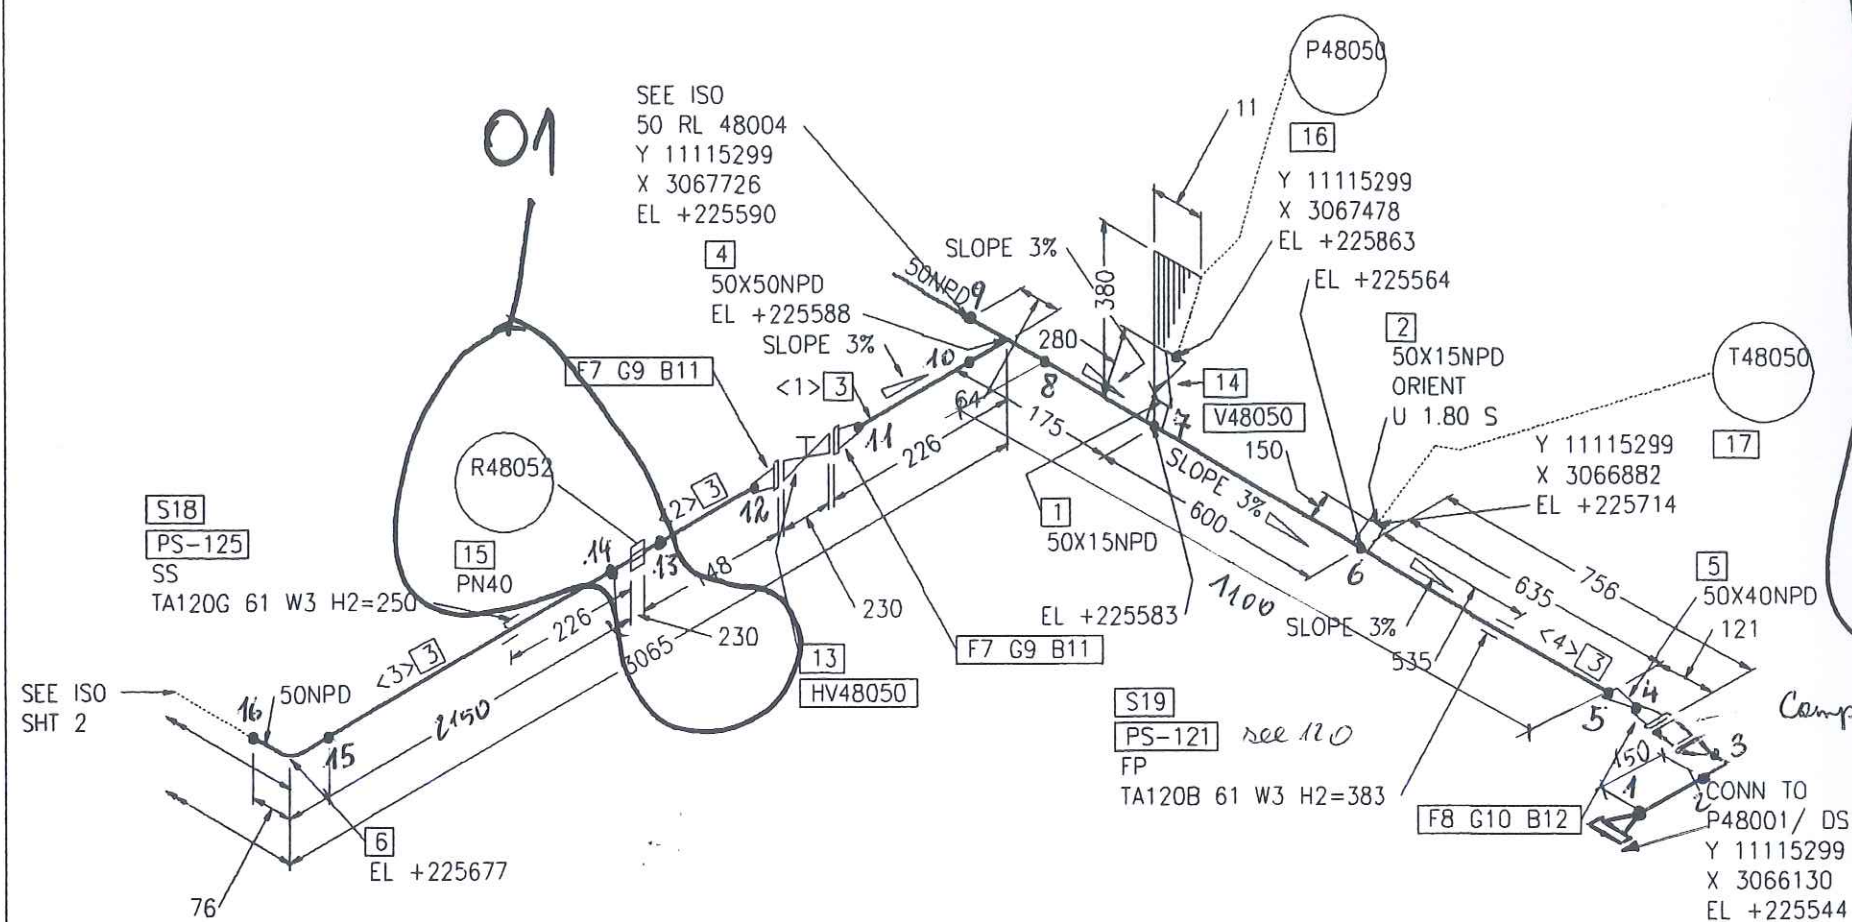 P48050
11
16
Y 11115299
X 3067478
EL +225863
EL +225564
SEE ISO
50 RL 48004
Y 11115299
X 3067726
EL +225590
01
4
50X50NPD
EL +225588
SLOPE 3%
50NPD
9
SLOPE 3%
380
280
2
50X15NPD
ORIENT
U 1.80 S
T48050
17
Y 11115299
X 3066882
EL +225714
F7 G9 B11
<1> 3
10
8
14
V48050
7
150
64
175
11
226
R48052
S18
PS-125
SS
TA120G 61 W3 H2=250
15
PN40
2> 3
12
SLOPE 3%
600
1
50X15NPD
6
14
13
148
226
230
230
3065
1100
EL +225583
F7 G9 B11
13
HV48050
SLOPE 3%
535
756
635
5
50X40NPD
121
<4> 3
SEE ISO
SHT 2
16
50NPD
<3> 3
15
2150
4
5
3
Comp
S19
PS-121 see 120
FP
TA120B 61 W3 H2=383
150
1
2
F8 G10 B12
CONN TO
P48001/ DS
Y 11115299
X 3066130
EL +225544
6
EL +225677
76